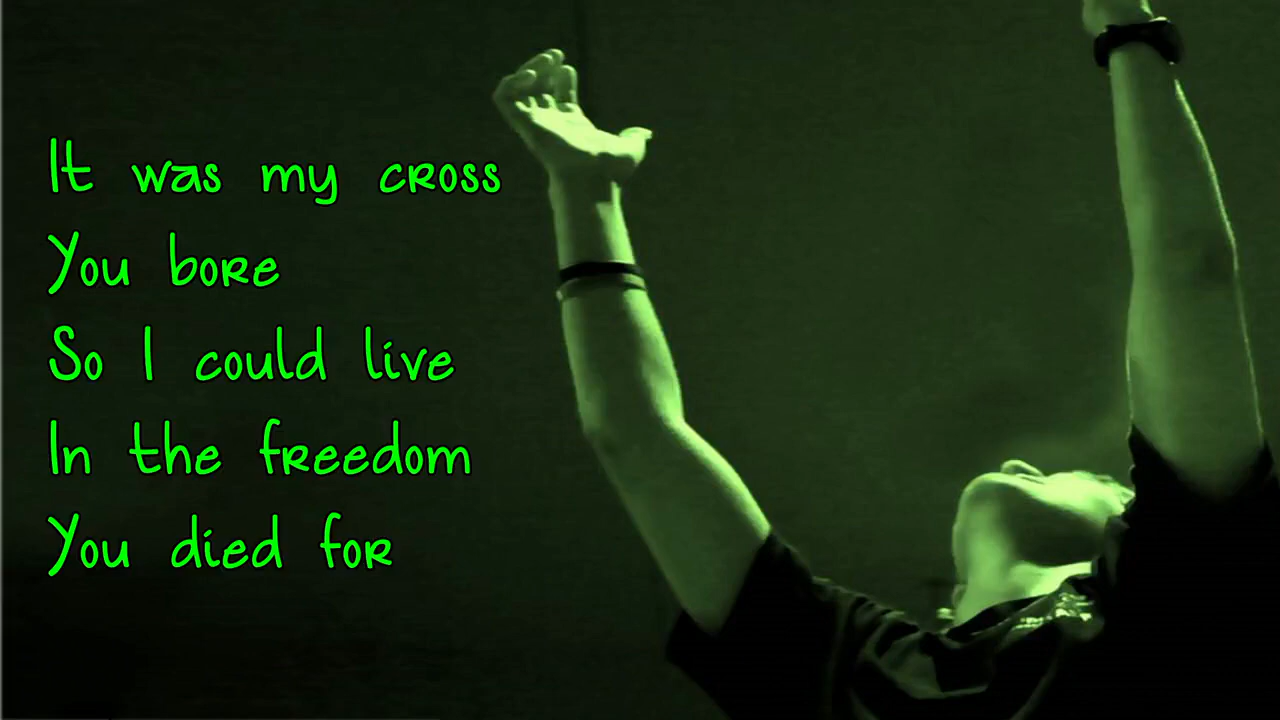 It was my cross
You bore
So I could live
In the freedom
You died for